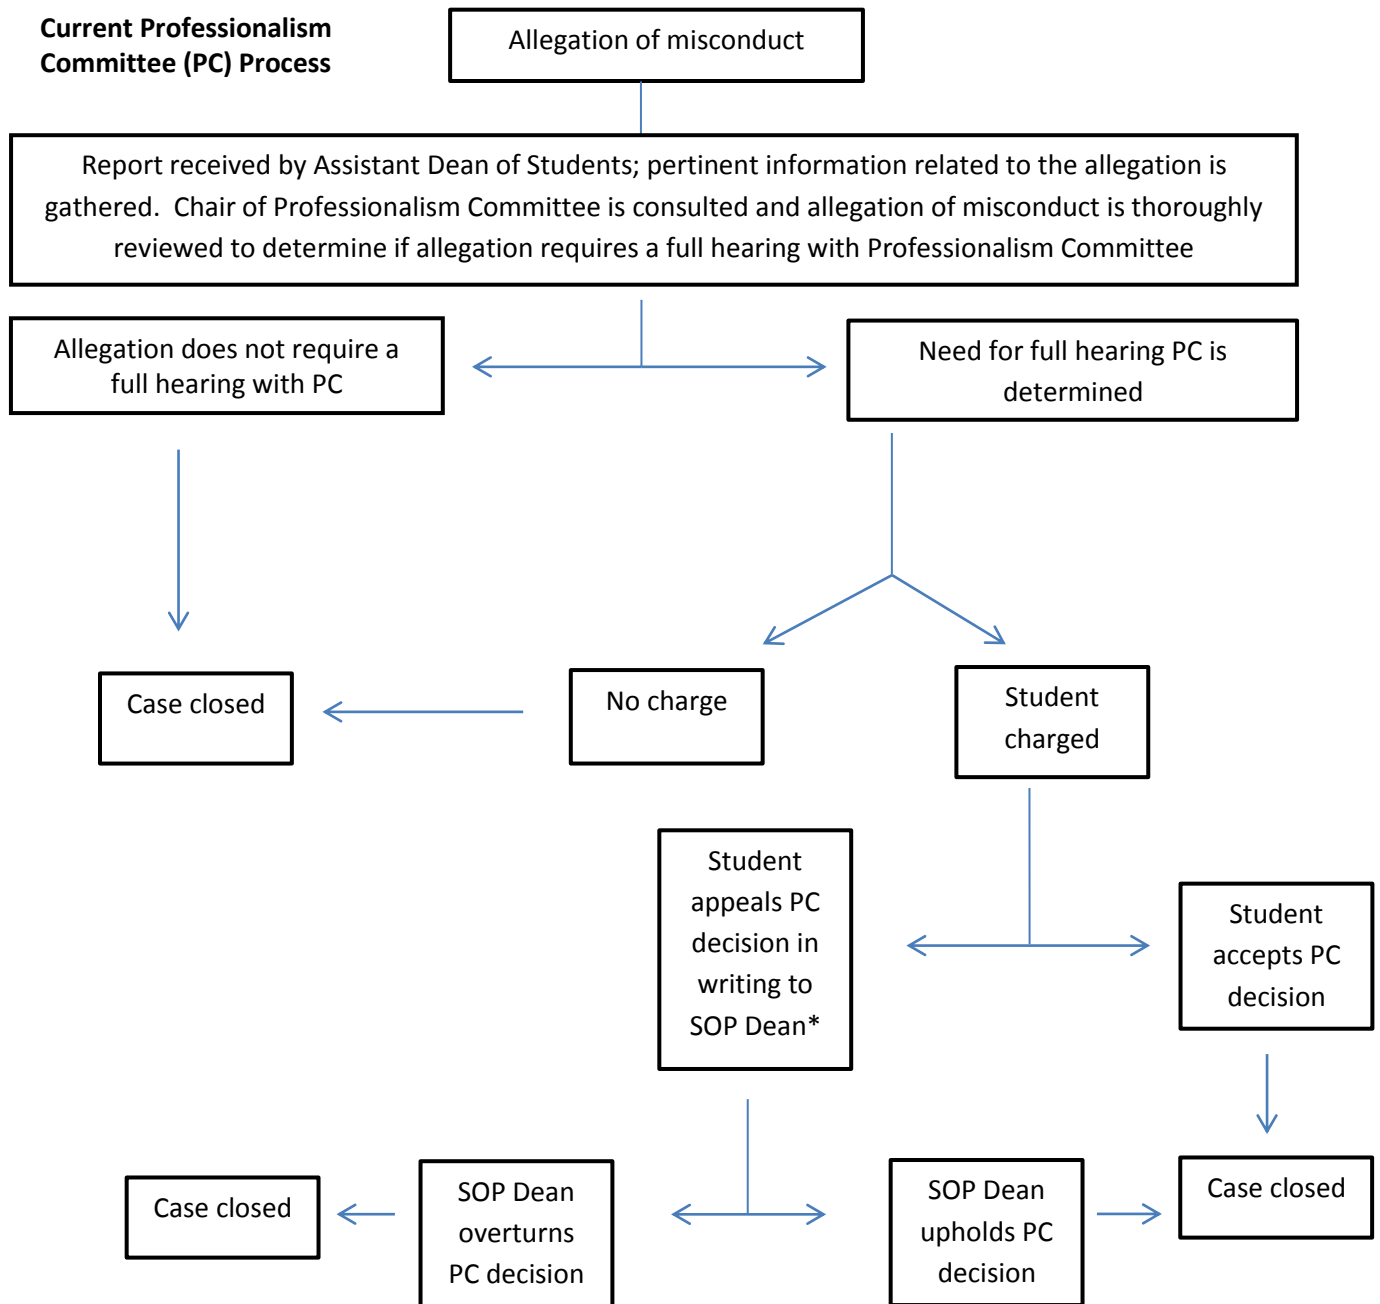 Current Professionalism
Committee (PC) Process
Allegation of misconduct
Report received by Assistant Dean of Students; pertinent information related to the allegation is
gathered.  Chair of Professionalism Committee is consulted and allegation of misconduct is thoroughly
reviewed to determine if allegation requires a full hearing with Professionalism Committee
Allegation does not require a
full hearing with PC
Need for full hearing PC is
determined
Case closed
No charge
Student
charged
Student
appeals PC
decision in
writing to
SOP Dean*
Student
accepts PC
decision
Case closed
SOP Dean
overturns
PC decision
SOP Dean
upholds PC
decision
Case closed